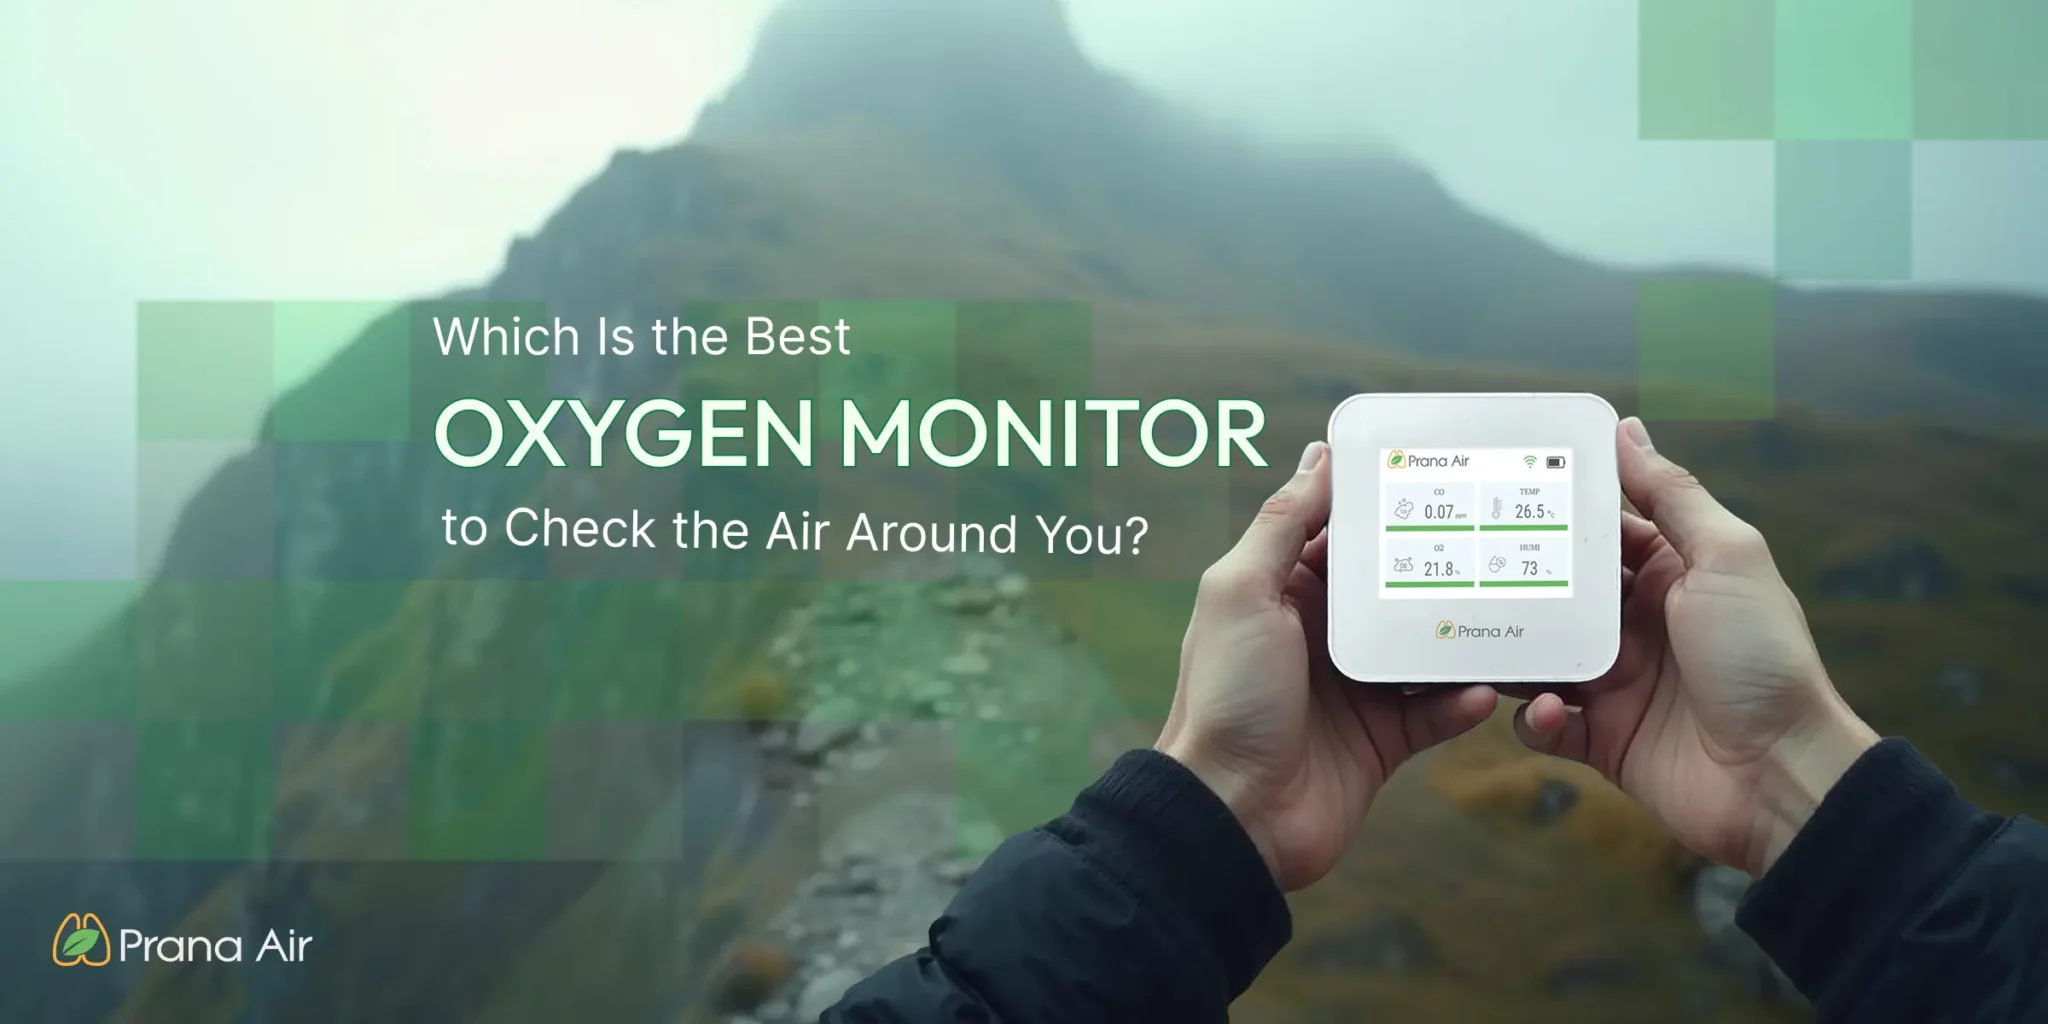 Which Is the Best
OXYGEN MONITOR
to Check the Air Around You?
Prana Air
CO
0.07 ppm
TEMP
26.5 °C
O2
21.8 %
HUMI
73 %
Prana Air
Prana Air